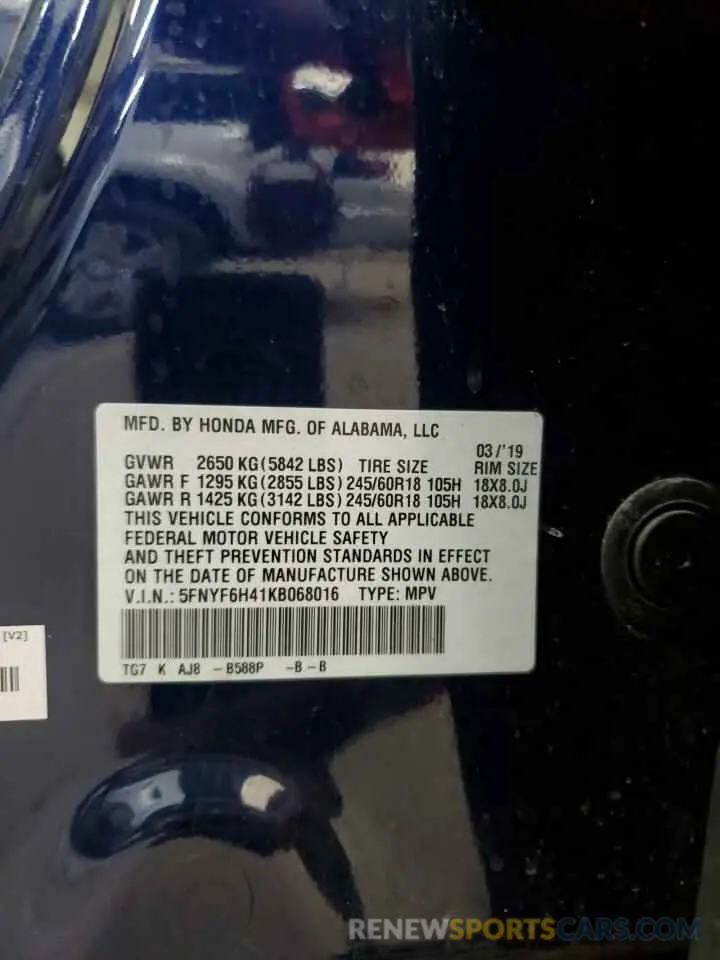 MFD. BY HONDA MFG. OF ALABAMA, LLC
03/'19
GVWR 2650 KG(5842 LBS) TIRE SIZE RIM SIZE
GAWR F 1295 KG(2855 LBS)245/60R18 105H 18X8.0J
GAWR R 1425 KG(3142 LBS)245/60R18 105H 18X8.0J
THIS VEHICLE CONFORMS TO ALL APPLICABLE
FEDERAL MOTOR VEHICLE SAFETY
AND THEFT PREVENTION STANDARDS IN EFFECT
ON THE DATE OF MANUFACTURE SHOWN ABOVE.
V.I.N.: 5FNYF6H41KB068016 TYPE: MPV
TG7 K AJ8 -B588P -B-B
[V2]
RENEWSPORTSCARS.COM